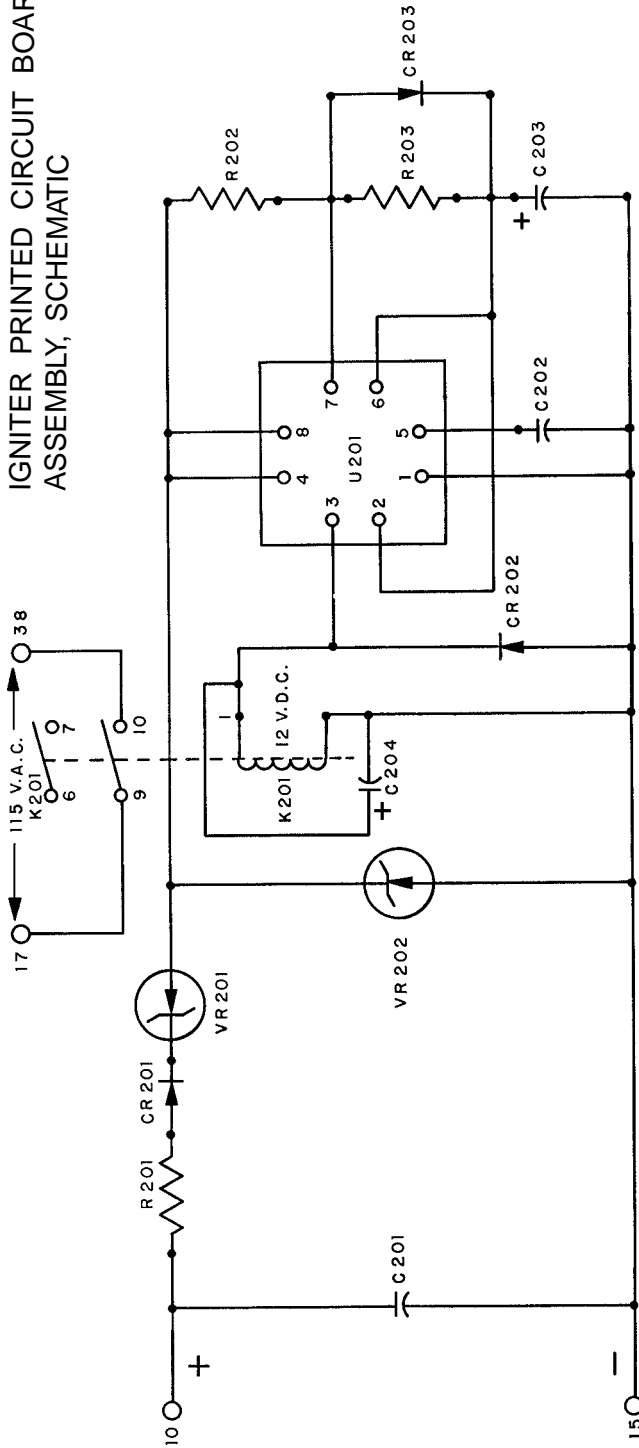 IGNITER PRINTED CIRCUIT BOAR
ASSEMBLY, SCHEMATIC
17
115 V.A.C.
38
K201
6
7
9
10
10
+
R201
CR201
VR201
R202
CR203
R203
+
C203
8
4
7
6
U201
3
2
5
1
C202
CR202
1
12 V.D.C.
K201
+
C204
VR202
C201
15
−